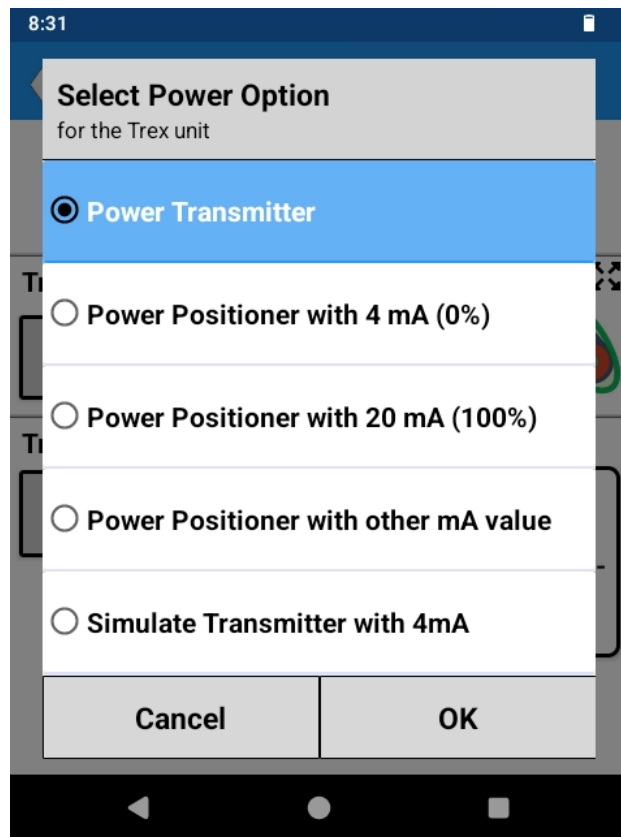 8:31
Select Power Option
for the Trex unit
Power Transmitter
Power Positioner with 4 mA (0%)
Power Positioner with 20 mA (100%)
Power Positioner with other mA value
Simulate Transmitter with 4mA
Cancel
OK